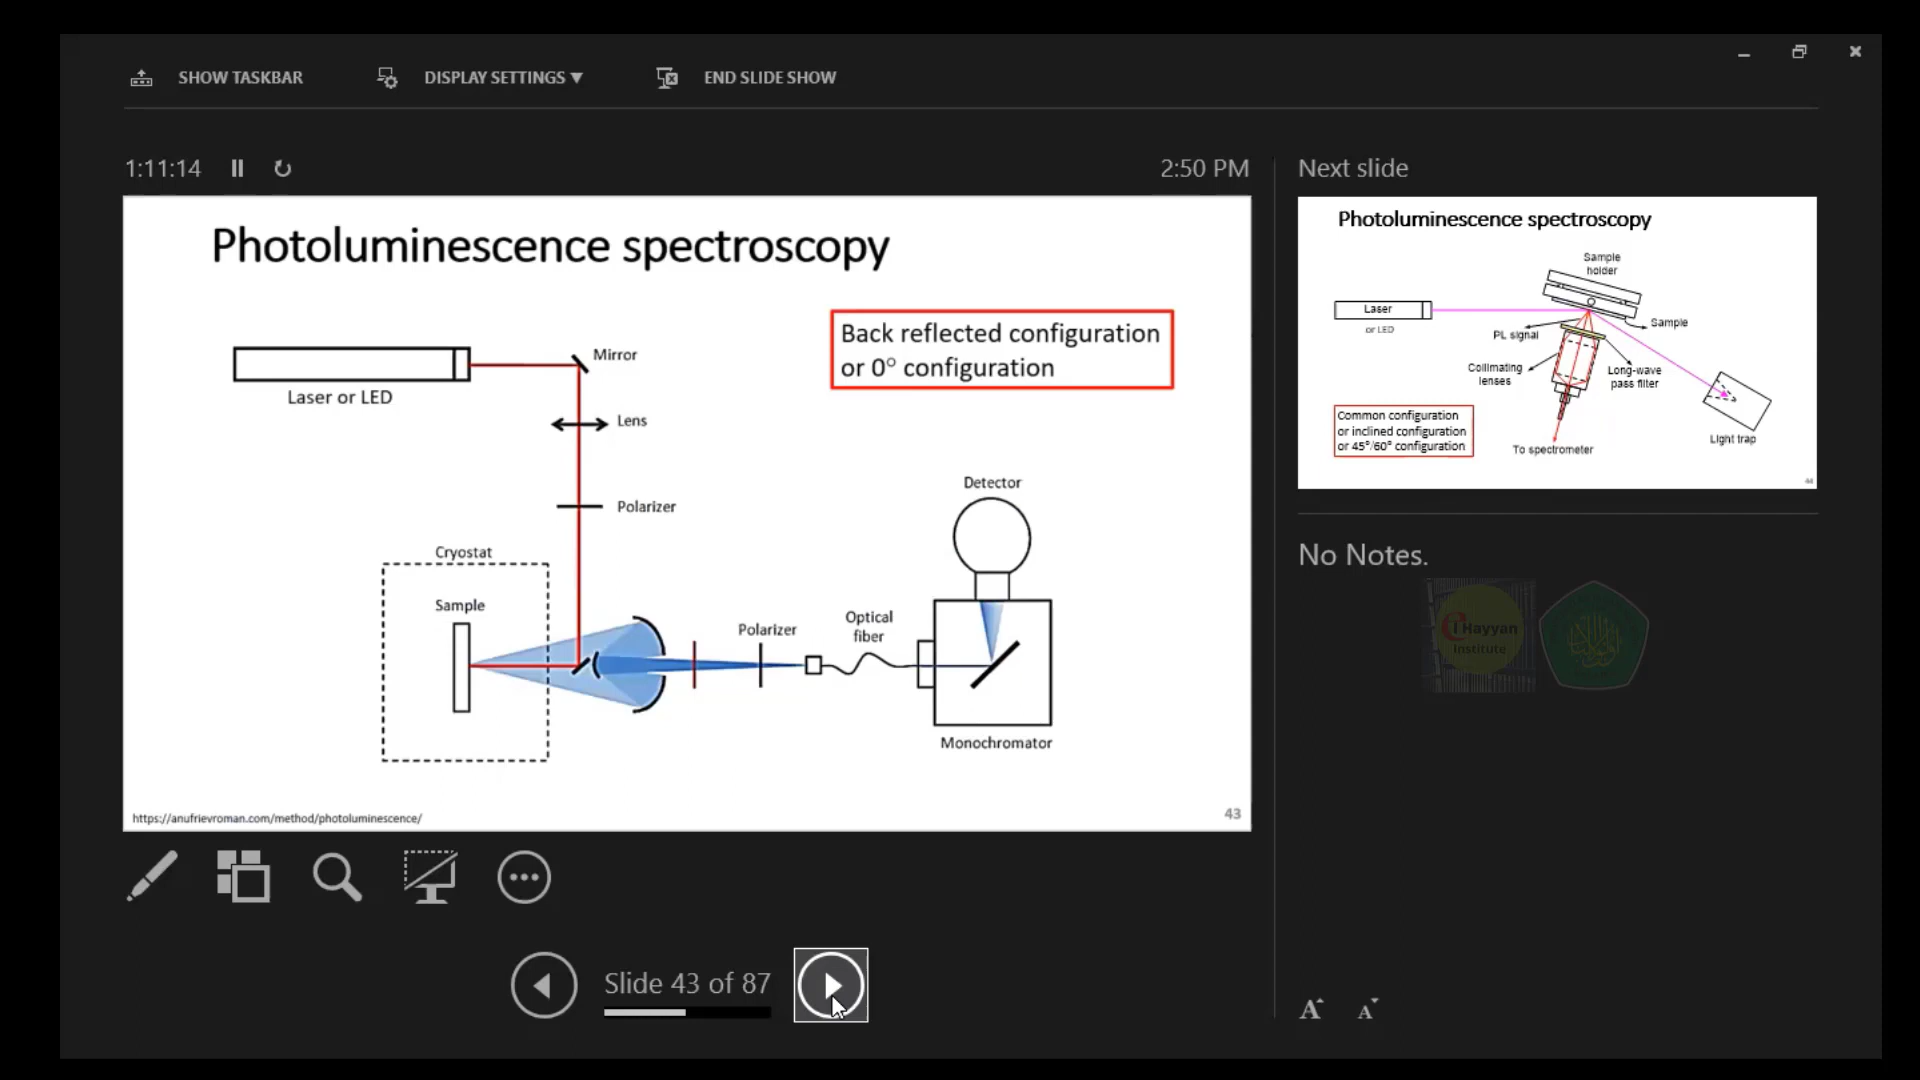 SHOW TASKBAR
DISPLAY SETTINGS ▼
END SLIDE SHOW
1:11:14
2:50 PM
Photoluminescence spectroscopy
Back reflected configuration
or 0° configuration
Laser or LED
Mirror
Lens
Polarizer
Cryostat
Sample
Polarizer
Optical
fiber
Detector
Monochromator
https://anufrievroman.com/method/photoluminescence/
43
Slide 43 of 87
Next slide
Photoluminescence spectroscopy
Sample
holder
Laser
or LED
PL signal
Sample
Collimating
lenses
Long-wave
pass filter
Common configuration
or inclined configuration
or 45°/60° configuration
To spectrometer
Light trap
44
No Notes.
Hayyan
Institute
A
A